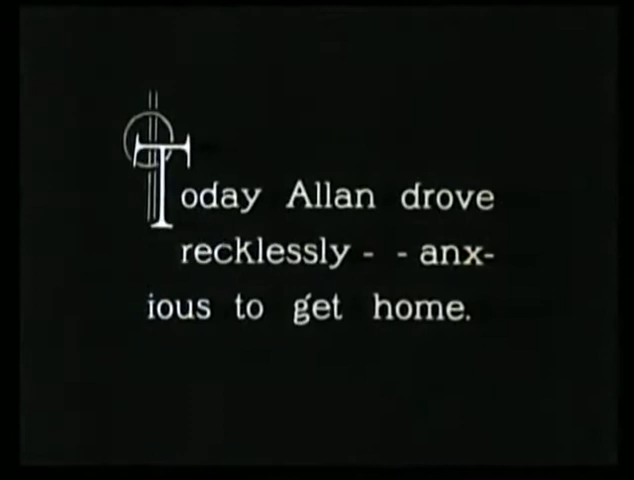 Today Allan drove
recklessly - - anx-
ious to get home.